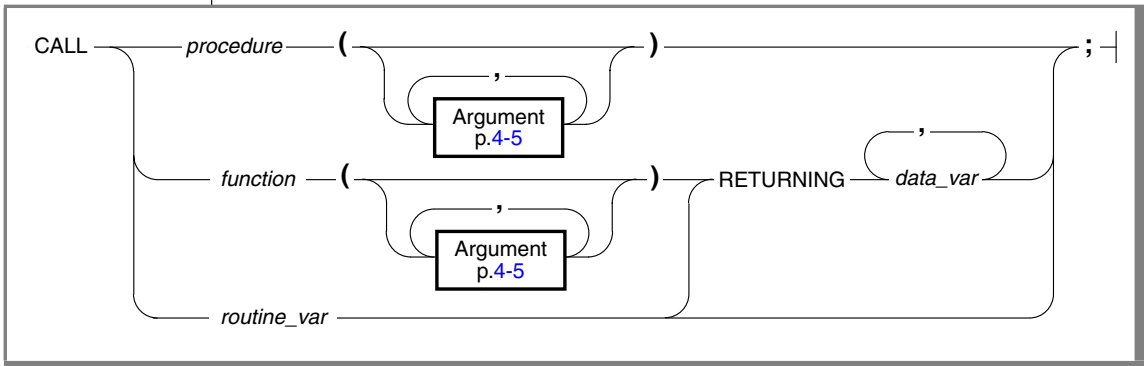 CALL procedure ( ) ;
,
Argument
p.4-5
,
function ( ) RETURNING data_var
,
Argument
p.4-5
routine_var